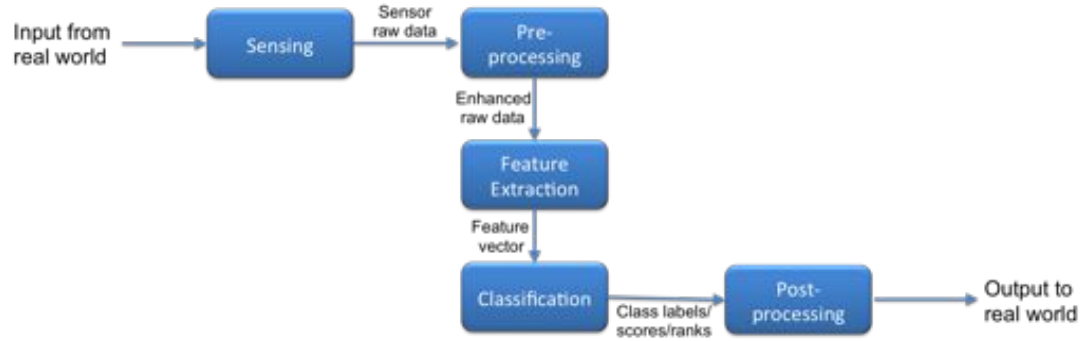 Input from
real world
Sensing
Sensor
raw data
Pre-
processing
Enhanced
raw data
Feature
Extraction
Feature
vector
Classification
Class labels/
scores/ranks
Post-
processing
Output to
real world